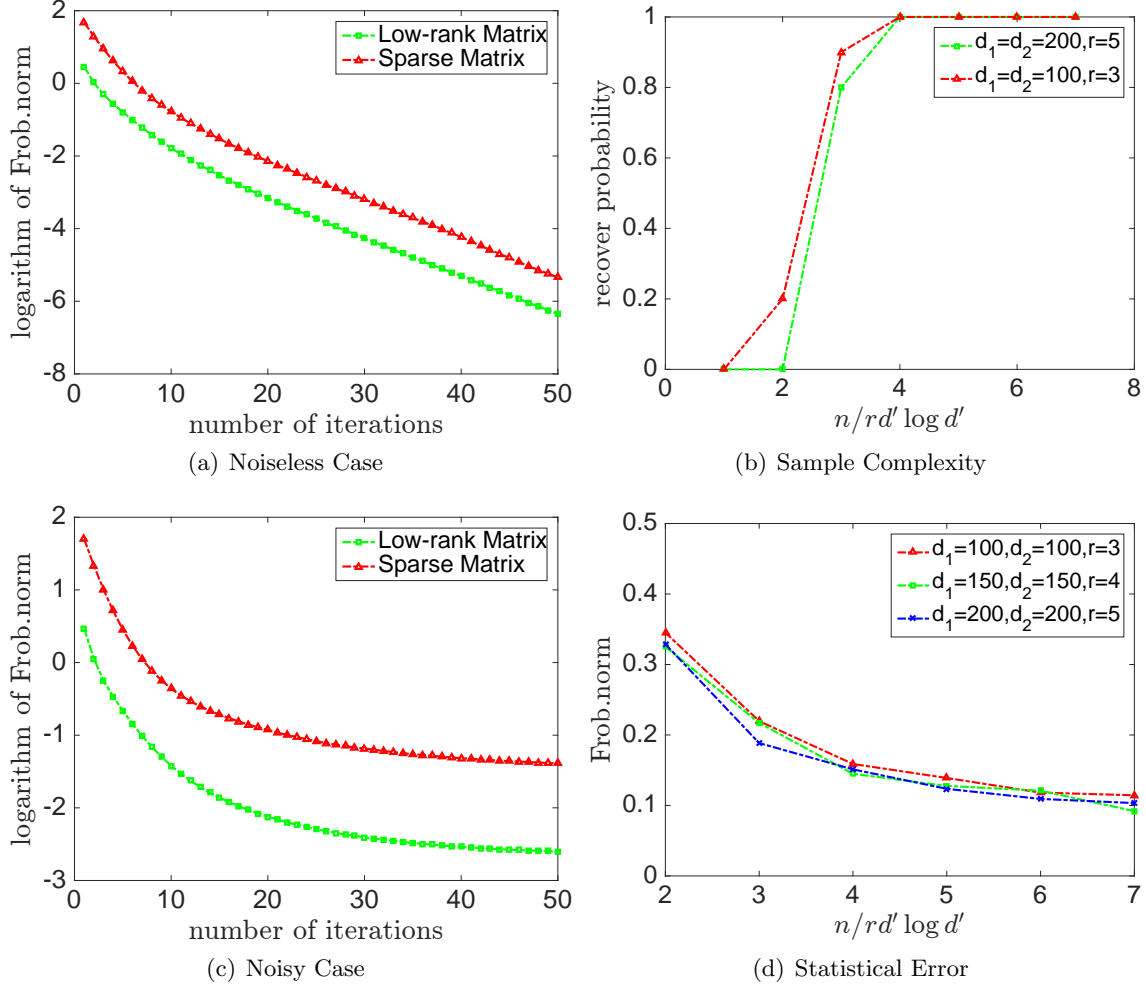 2
0
-2
-4
-6
-8
0
10
20
30
40
50
logarithm of Frob.norm
number of iterations
Low-rank Matrix
Sparse Matrix
(a) Noiseless Case
1
0.8
0.6
0.4
0.2
0
0
2
4
6
8
recover probability
n/rd′ log d′
d1=d2=200,r=5
d1=d2=100,r=3
(b) Sample Complexity
2
1
0
-1
-2
-3
0
10
20
30
40
50
logarithm of Frob.norm
number of iterations
Low-rank Matrix
Sparse Matrix
(c) Noisy Case
0.5
0.4
0.3
0.2
0.1
0
2
3
4
5
6
7
Frob.norm
n/rd′ log d′
d1=100,d2=100,r=3
d1=150,d2=150,r=4
d1=200,d2=200,r=5
(d) Statistical Error